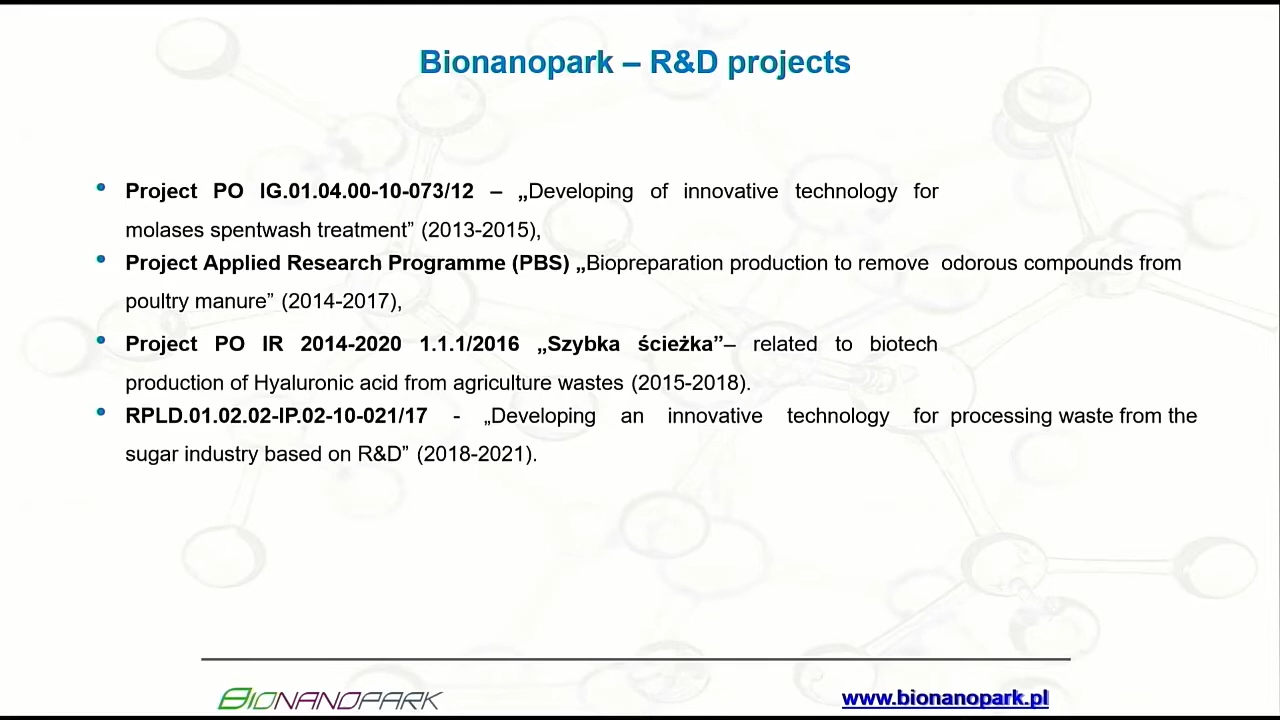 Bionanopark – R&D projects
• Project PO IG.01.04.00-10-073/12 – „Developing of innovative technology for
molases spentwash treatment” (2013-2015),
• Project Applied Research Programme (PBS) „Biopreparation production to remove odorous compounds from
poultry manure” (2014-2017),
• Project PO IR 2014-2020 1.1.1/2016 „Szybka ścieżka”– related to biotech
production of Hyaluronic acid from agriculture wastes (2015-2018).
• RPLD.01.02.02-IP.02-10-021/17 - „Developing an innovative technology for processing waste from the
sugar industry based on R&D” (2018-2021).
BIONANOPARK
www.bionanopark.pl